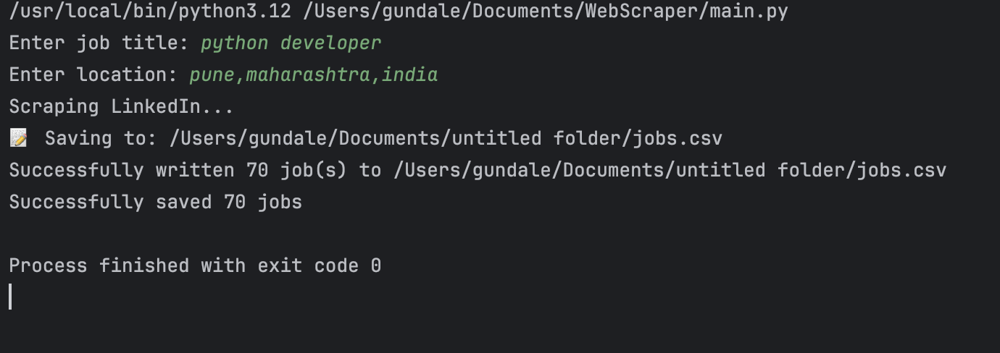 /usr/local/bin/python3.12 /Users/gundale/Documents/WebScraper/main.py
Enter job title: python developer
Enter location: pune,maharashtra,india
Scraping LinkedIn...
📝 Saving to: /Users/gundale/Documents/untitled folder/jobs.csv
Successfully written 70 job(s) to /Users/gundale/Documents/untitled folder/jobs.csv
Successfully saved 70 jobs
Process finished with exit code 0